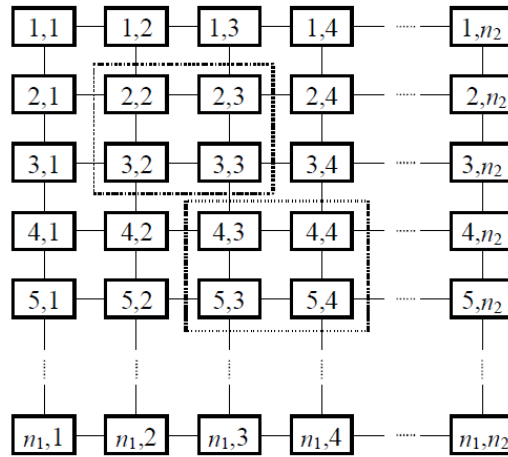 1,1 1,2 1,3 1,4 ...... 1,n₂
2,1 2,2 2,3 2,4 ...... 2,n₂
3,1 3,2 3,3 3,4 ...... 3,n₂
4,1 4,2 4,3 4,4 ...... 4,n₂
5,1 5,2 5,3 5,4 ...... 5,n₂
n₁,1 n₁,2 n₁,3 n₁,4 ...... n₁,n₂